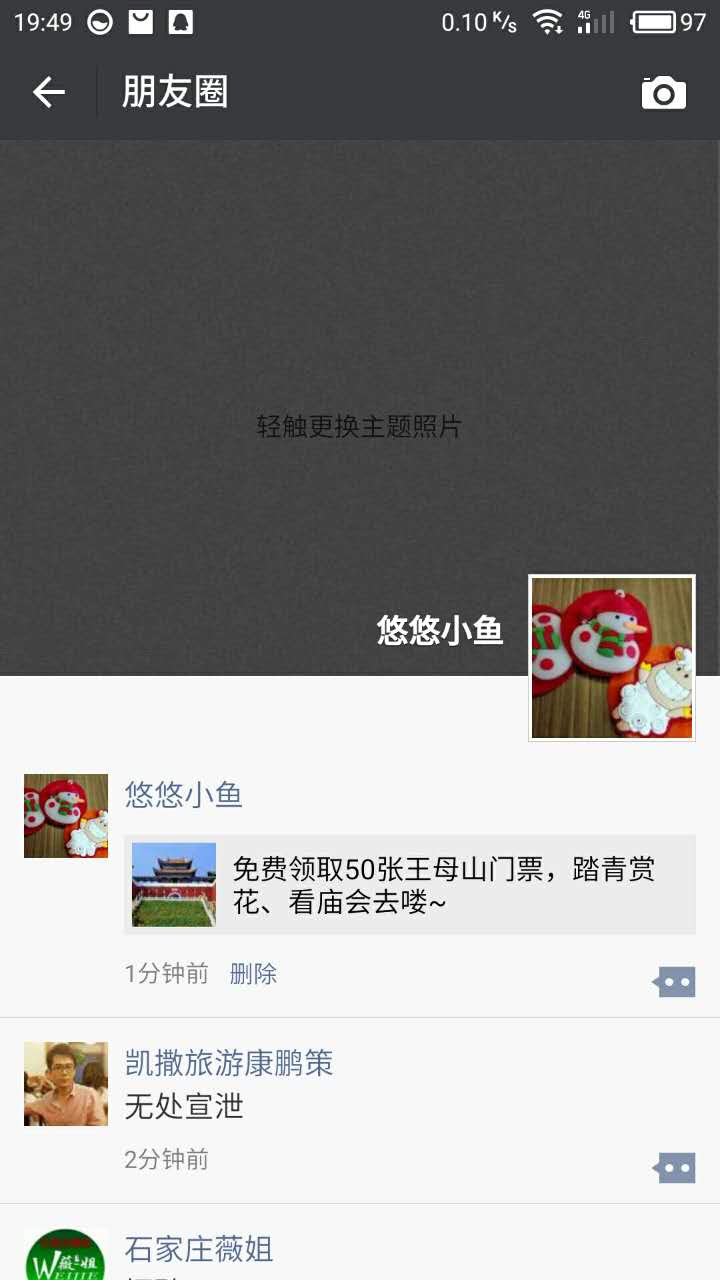 19:49
0.10 K/s
4G
97
朋友圈
轻触更换主题照片
悠悠小鱼
悠悠小鱼
免费领取50张王母山门票，踏青赏
花、看庙会去喽~
1分钟前 删除
凯撒旅游康鹏策
无处宣泄
2分钟前
石家庄薇姐
薇姐
WEIJIE